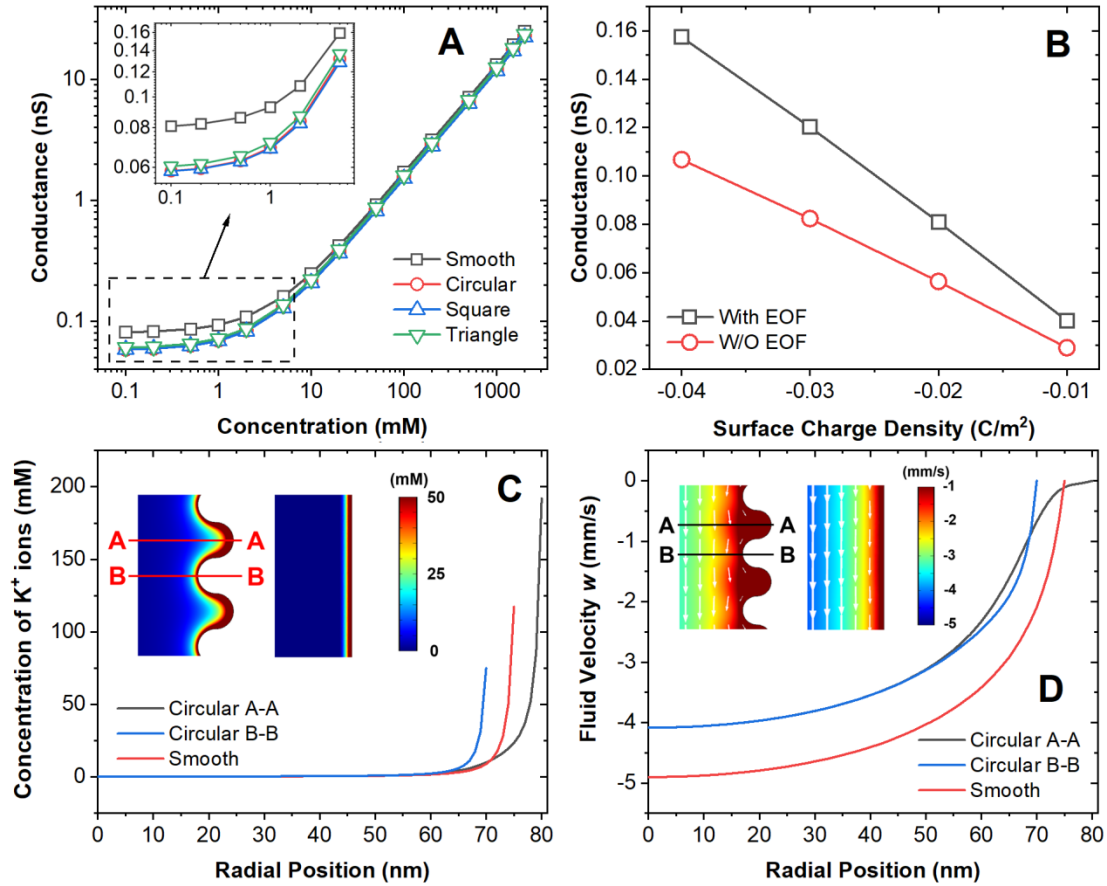 A
Conductance (nS)
10
1
0.1
0.16
0.14
0.12
0.1
0.08
0.06
0.1
1
Smooth
Circular
Square
Triangle
0.1
1
10
100
1000
Concentration (mM)
B
Conductance (nS)
0.16
0.14
0.12
0.10
0.08
0.06
0.04
0.02
With EOF
W/O EOF
-0.04
-0.03
-0.02
-0.01
Surface Charge Density (C/m²)
C
Concentration of K⁺ ions (mM)
200
150
100
50
0
(mM)
50
25
0
A A
B B
Circular A-A
Circular B-B
Smooth
0 10 20 30 40 50 60 70 80
Radial Position (nm)
D
Fluid Velocity w (mm/s)
0
-1
-2
-3
-4
-5
(mm/s)
-1
-2
-3
-4
-5
A A
B B
Circular A-A
Circular B-B
Smooth
0 10 20 30 40 50 60 70 80
Radial Position (nm)